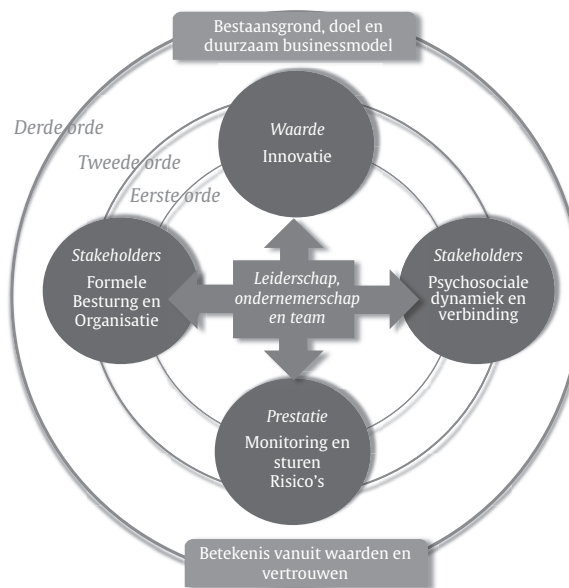 Bestaansgrond, doel en
duurzaam businessmodel
Derde orde
Tweede orde
Eerste orde
Waarde
Innovatie
Stakeholders
Formele
Besturng en
Organisatie
Leiderschap,
ondernemerschap
en team
Stakeholders
Psychosociale
dynamiek en
verbinding
Prestatie
Monitoring en
sturen
Risico's
Betekenis vanuit waarden en
vertrouwen